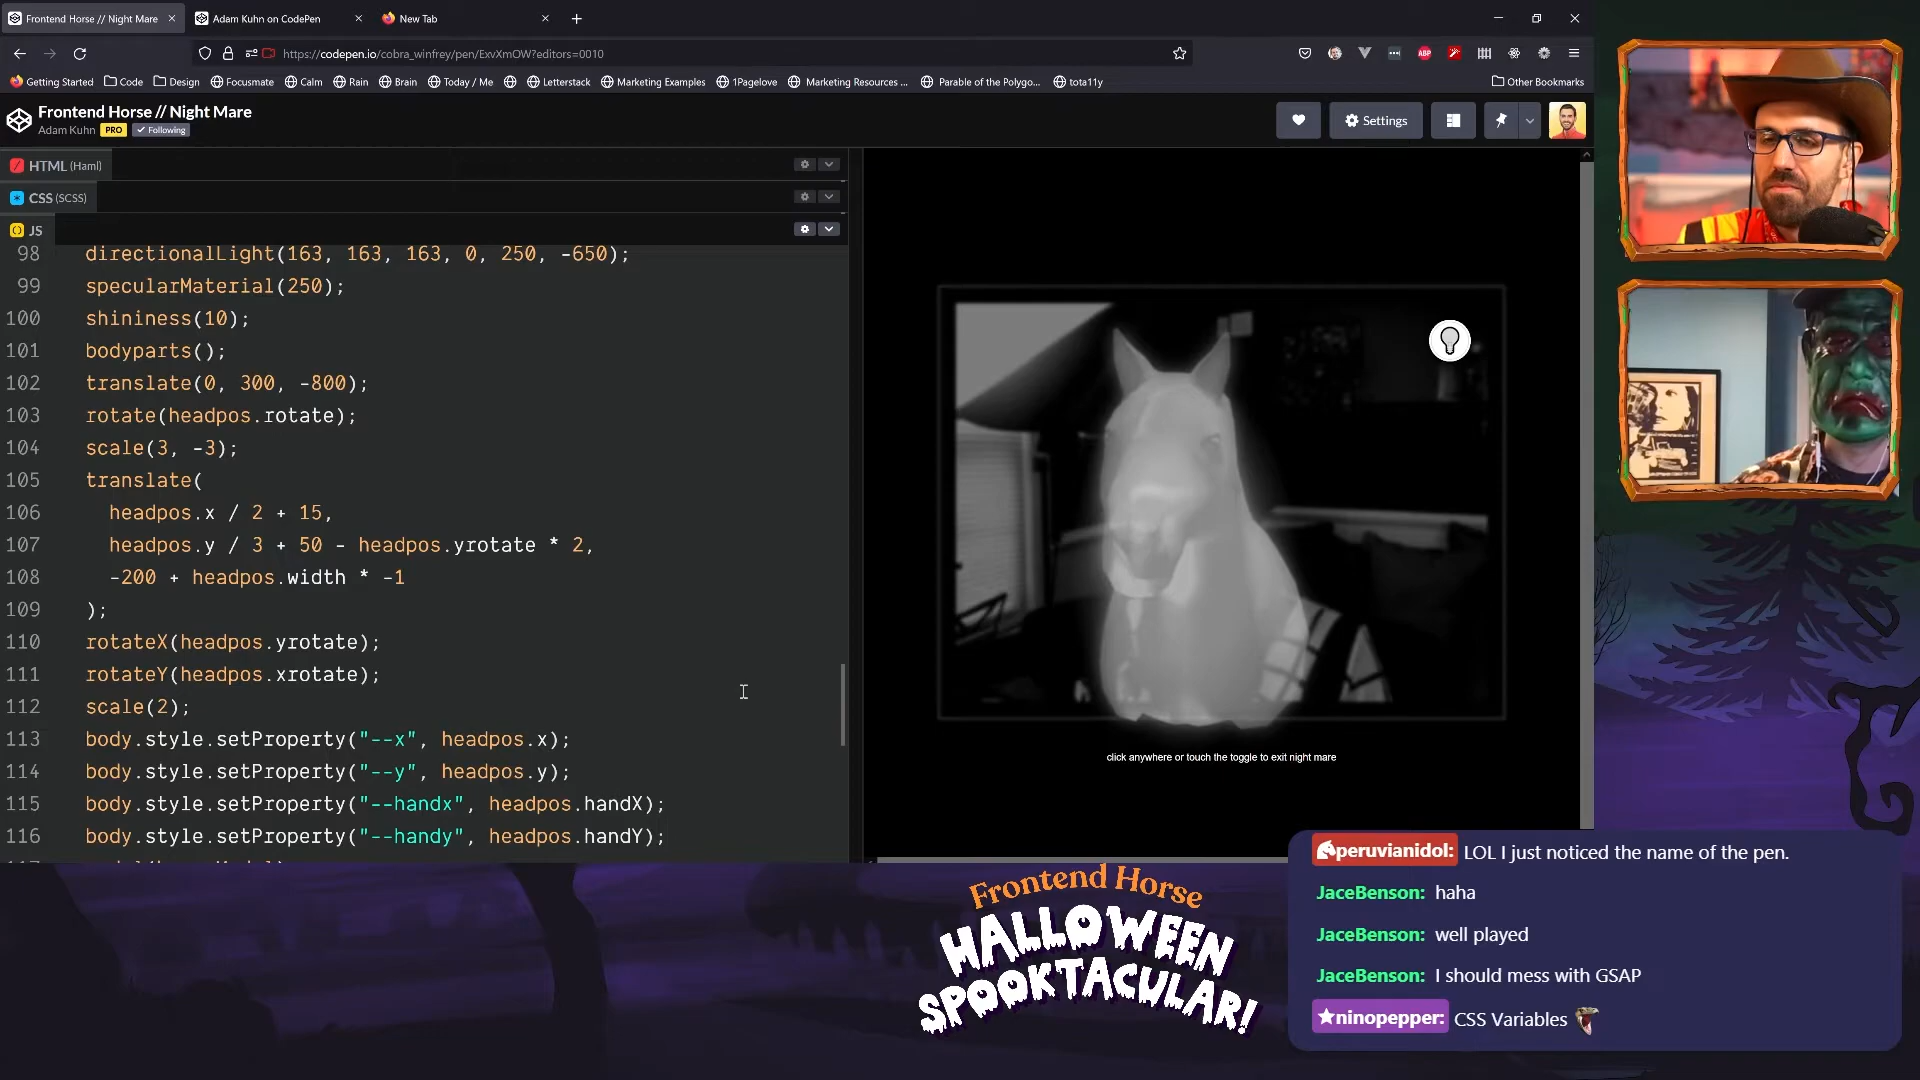 Frontend Horse // Night Mare
Adam Kuhn on CodePen
New Tab
https://codepen.io/cobra_winfrey/pen/ExvXmOW?editors=0010
ABP
Getting Started
Code
Design
Focusmate
Calm
Rain
Brain
Today / Me
Letterstack
Marketing Examples
1Pagelove
Marketing Resources ...
Parable of the Polygo...
tota11y
Other Bookmarks
Frontend Horse // Night Mare
Adam Kuhn PRO ✓ Following
Settings
HTML (Haml)
CSS (SCSS)
JS
98 directionalLight(163, 163, 163, 0, 250, -650);
99 specularMaterial(250);
100 shininess(10);
101 bodyparts();
102 translate(0, 300, -800);
103 rotate(headpos.rotate);
104 scale(3, -3);
105 translate(
106 headpos.x / 2 + 15,
107 headpos.y / 3 + 50 - headpos.yrotate * 2,
108 -200 + headpos.width * -1
109 );
110 rotateX(headpos.yrotate);
111 rotateY(headpos.xrotate);
112 scale(2);
113 body.style.setProperty("--x", headpos.x);
114 body.style.setProperty("--y", headpos.y);
115 body.style.setProperty("--handx", headpos.handX);
116 body.style.setProperty("--handy", headpos.handY);
click anywhere or touch the toggle to exit night mare
Frontend Horse
HALLOWEEN
SPOOKTACULAR!
peruvianidol: LOL I just noticed the name of the pen.
JaceBenson: haha
JaceBenson: well played
JaceBenson: I should mess with GSAP
ninopepper: CSS Variables